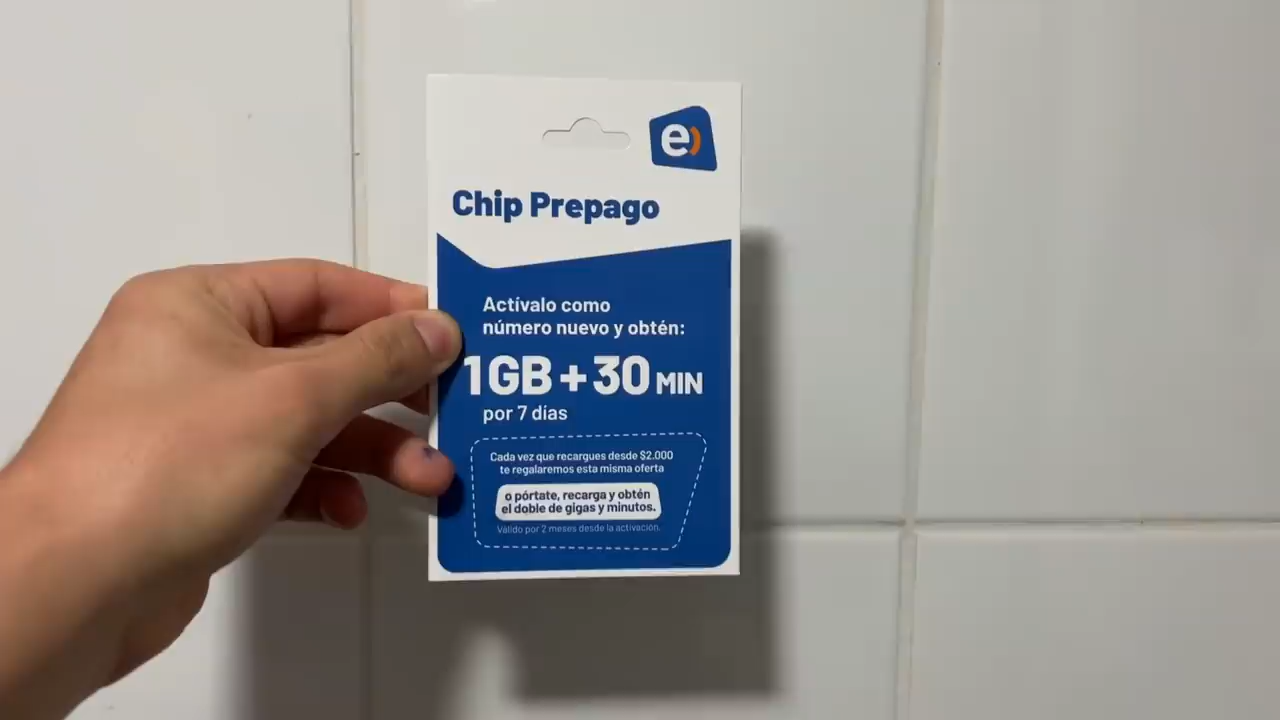 e)
Chip Prepago
Actívalo como
número nuevo y obtén:
1GB + 30 MIN
por 7 días
Cada vez que recargues desde $2.000
te regalaremos esta misma oferta
o pórtate, recarga y obtén
el doble de gigas y minutos.
Válido por 2 meses desde la activación.